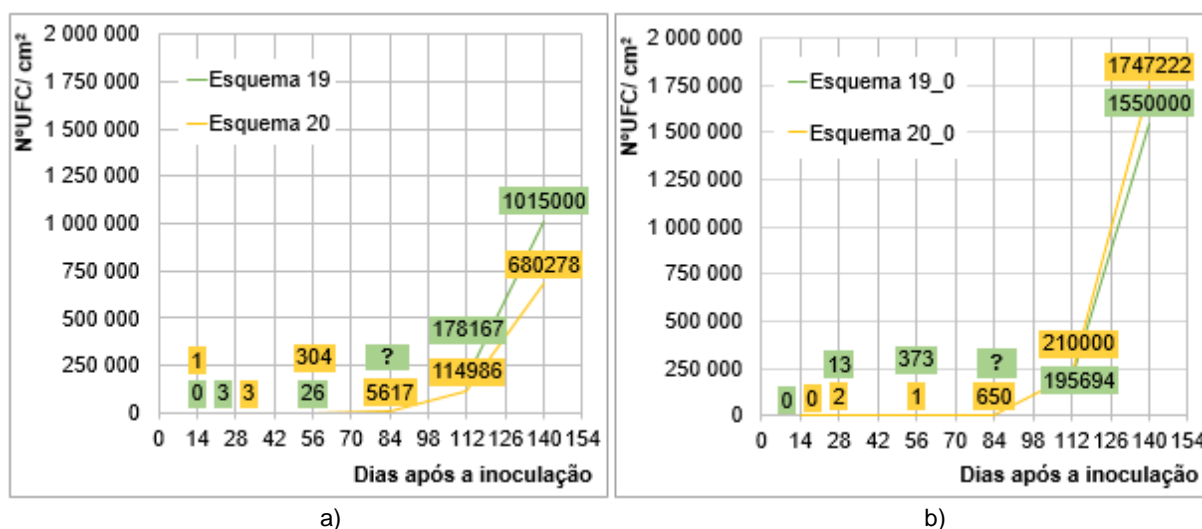 NºUFC/ cm²
2 000 000
1 750 000
1 500 000
1 250 000
1 000 000
750 000
500 000
250 000
0
Esquema 19
Esquema 20
1015000
680278
178167
114986
1
304
?
0
3
3
26
5617
0 14 28 42 56 70 84 98 112 126 140 154
Dias após a inoculação
a)
NºUFC/ cm²
2 000 000
1 750 000
1 500 000
1 250 000
1 000 000
750 000
500 000
250 000
0
Esquema 19_0
Esquema 20_0
1747222
1550000
210000
195694
13
373
?
0
0
2
1
650
0 14 28 42 56 70 84 98 112 126 140 154
Dias após a inoculação
b)